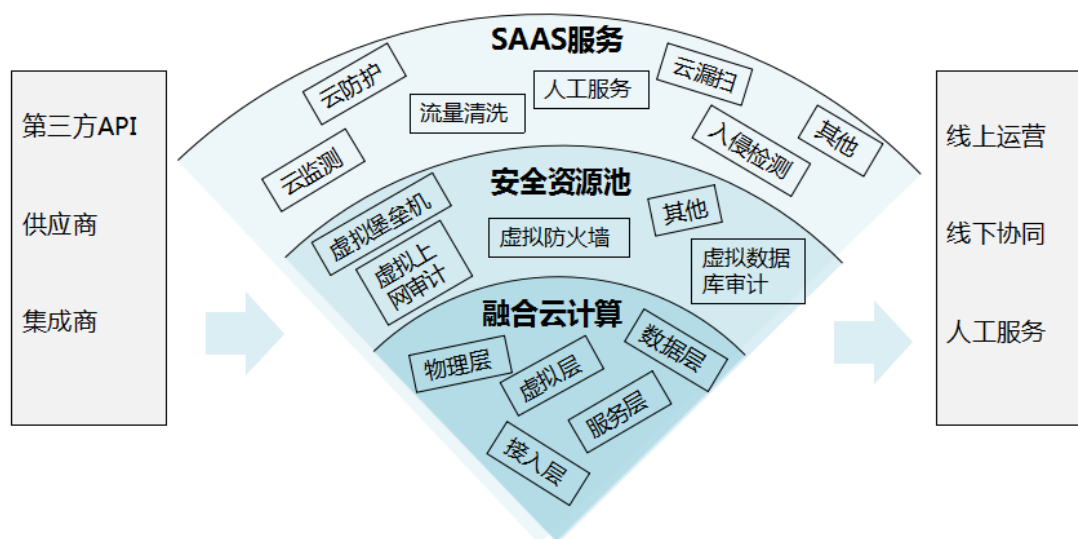 SAAS服务
云防护
流量清洗
人工服务
云漏扫
云监测
入侵检测
其他
第三方API
供应商
集成商
安全资源池
虚拟堡垒机
虚拟上
网审计
虚拟防火墙
其他
虚拟数据
库审计
融合云计算
物理层
虚拟层
数据层
服务层
接入层
线上运营
线下协同
人工服务